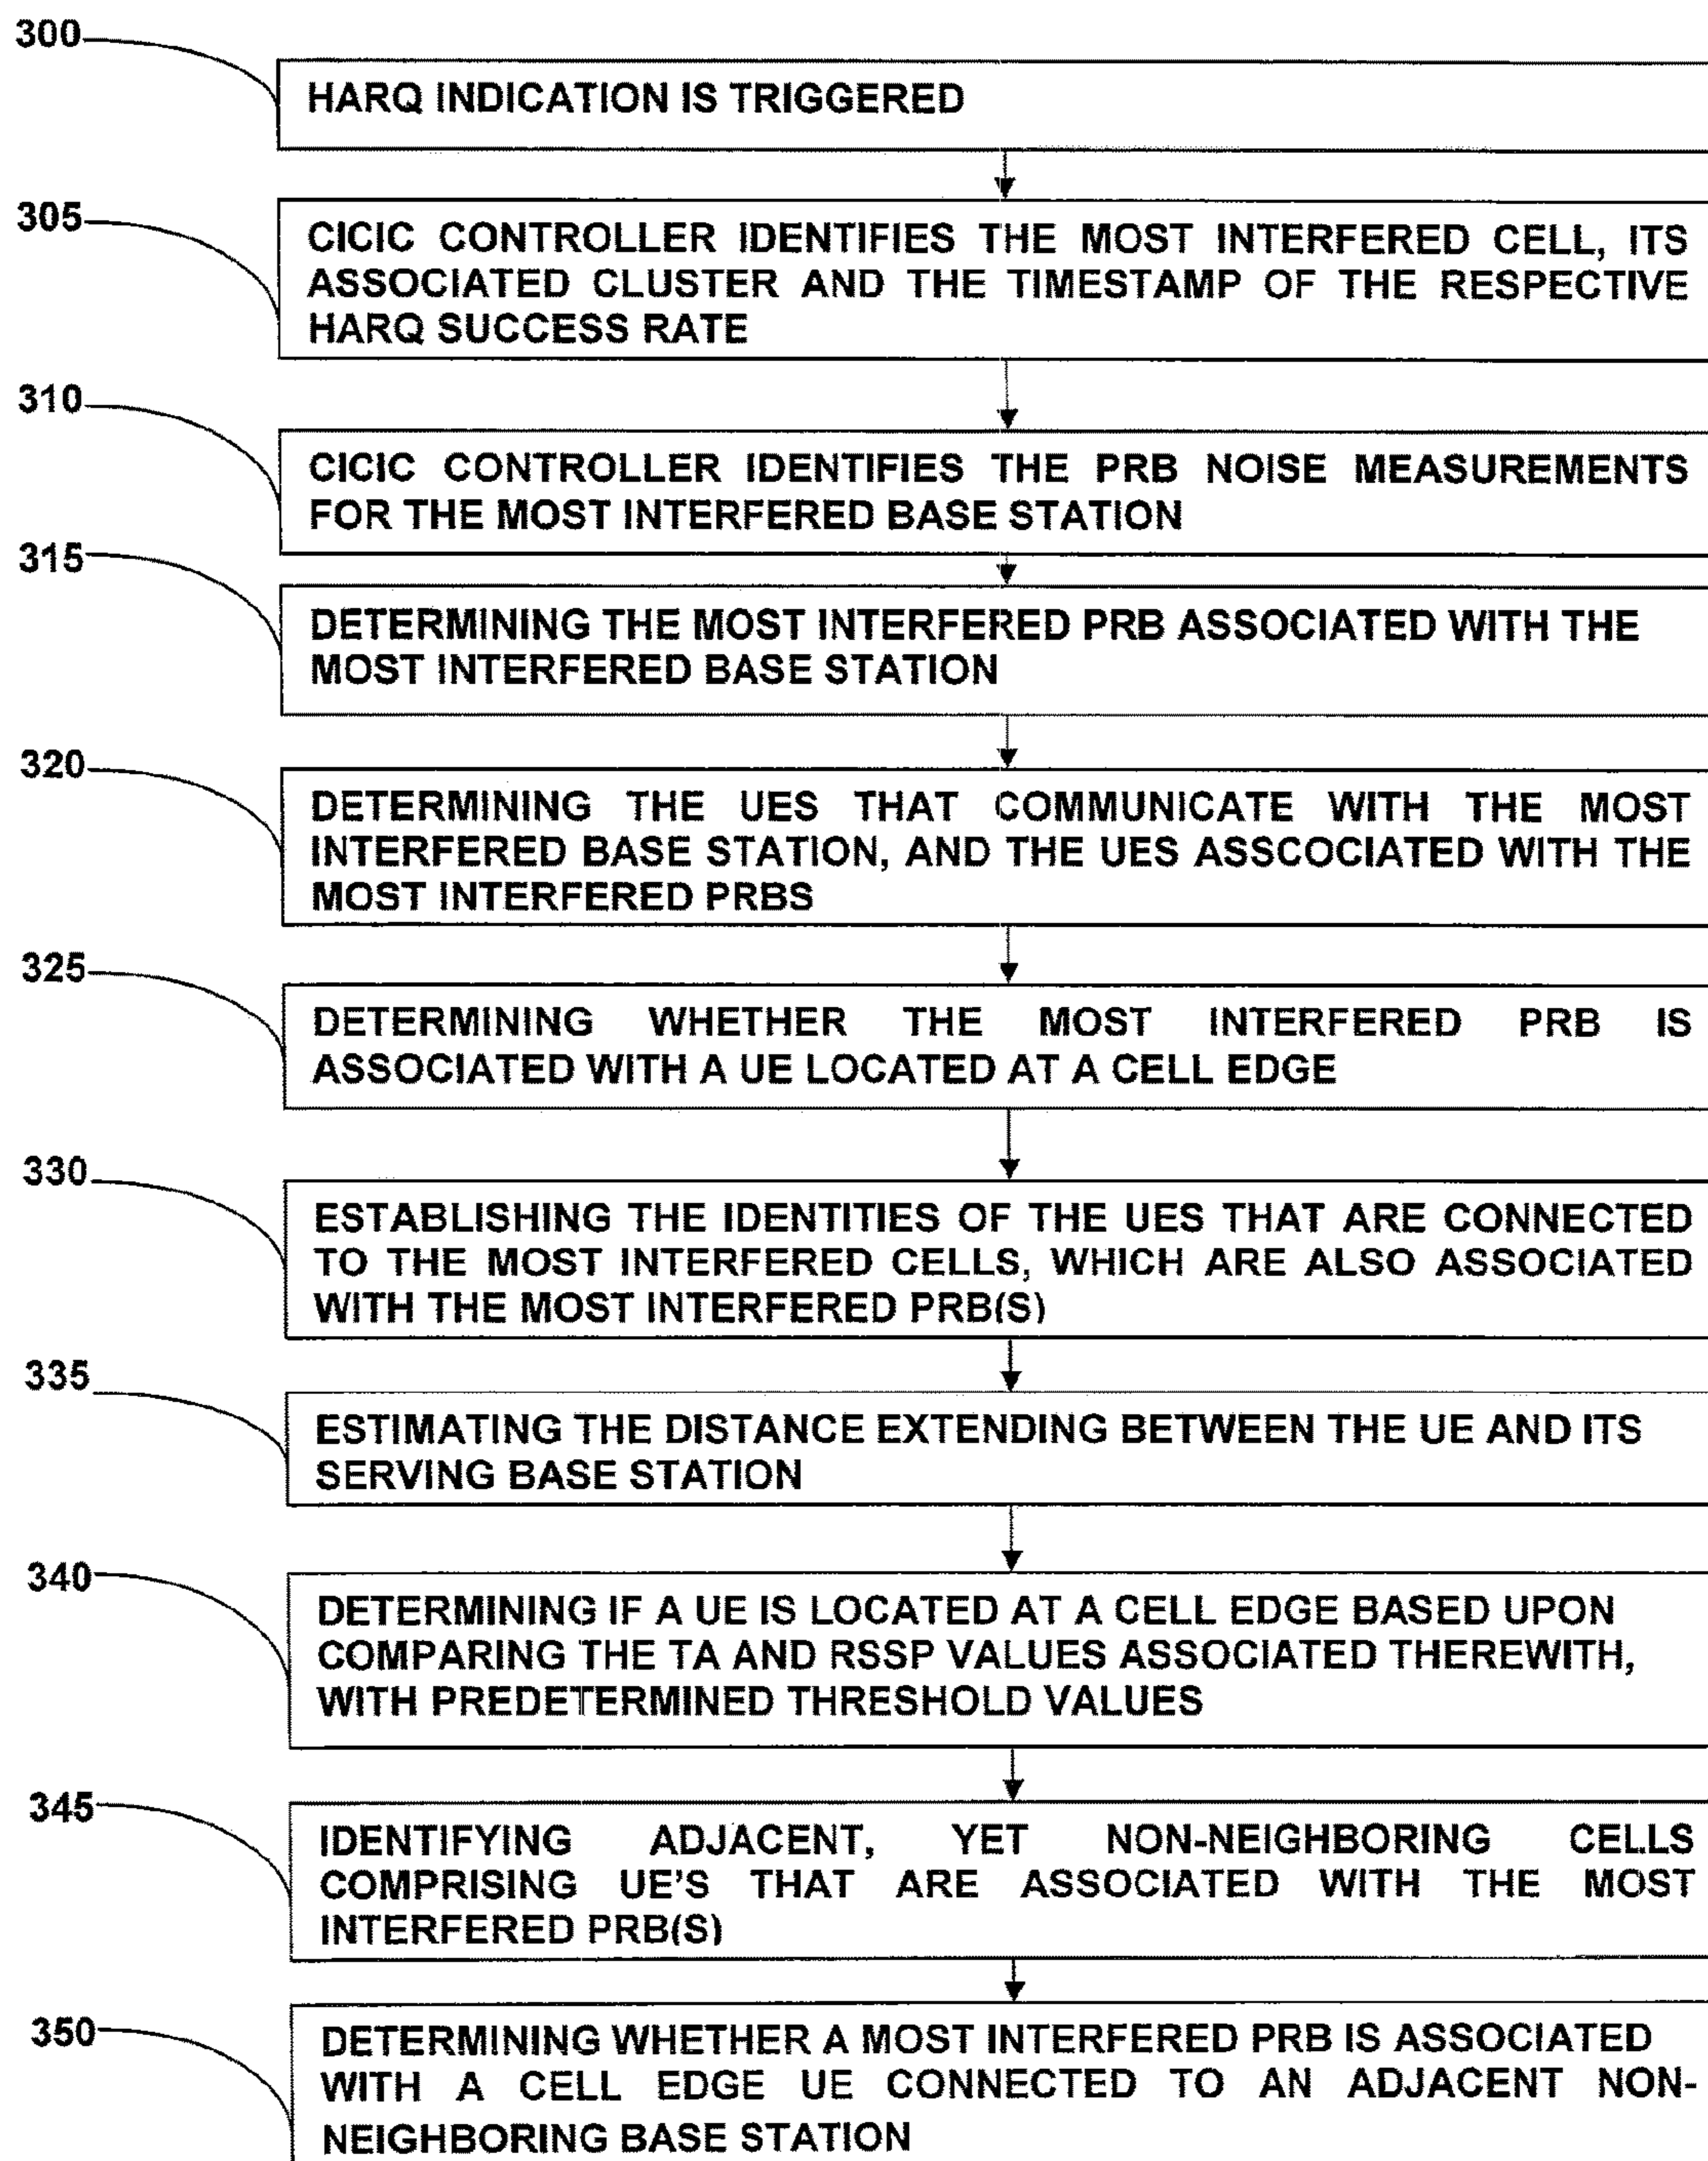 300
HARQ INDICATION IS TRIGGERED
305
CICIC CONTROLLER IDENTIFIES THE MOST INTERFERED CELL, ITS
ASSOCIATED CLUSTER AND THE TIMESTAMP OF THE RESPECTIVE
HARQ SUCCESS RATE
310
CICIC CONTROLLER IDENTIFIES THE PRB NOISE MEASUREMENTS
FOR THE MOST INTERFERED BASE STATION
315
DETERMINING THE MOST INTERFERED PRB ASSOCIATED WITH THE
MOST INTERFERED BASE STATION
320
DETERMINING THE UES THAT COMMUNICATE WITH THE MOST
INTERFERED BASE STATION, AND THE UES ASSCOCIATED WITH THE
MOST INTERFERED PRBS
325
DETERMINING WHETHER THE MOST INTERFERED PRB IS
ASSOCIATED WITH A UE LOCATED AT A CELL EDGE
330
ESTABLISHING THE IDENTITIES OF THE UES THAT ARE CONNECTED
TO THE MOST INTERFERED CELLS, WHICH ARE ALSO ASSOCIATED
WITH THE MOST INTERFERED PRB(S)
335
ESTIMATING THE DISTANCE EXTENDING BETWEEN THE UE AND ITS
SERVING BASE STATION
340
DETERMINING IF A UE IS LOCATED AT A CELL EDGE BASED UPON
COMPARING THE TA AND RSSP VALUES ASSOCIATED THEREWITH,
WITH PREDETERMINED THRESHOLD VALUES
345
IDENTIFYING ADJACENT, YET NON-NEIGHBORING CELLS
COMPRISING UE'S THAT ARE ASSOCIATED WITH THE MOST
INTERFERED PRB(S)
350
DETERMINING WHETHER A MOST INTERFERED PRB IS ASSOCIATED
WITH A CELL EDGE UE CONNECTED TO AN ADJACENT NON-
NEIGHBORING BASE STATION